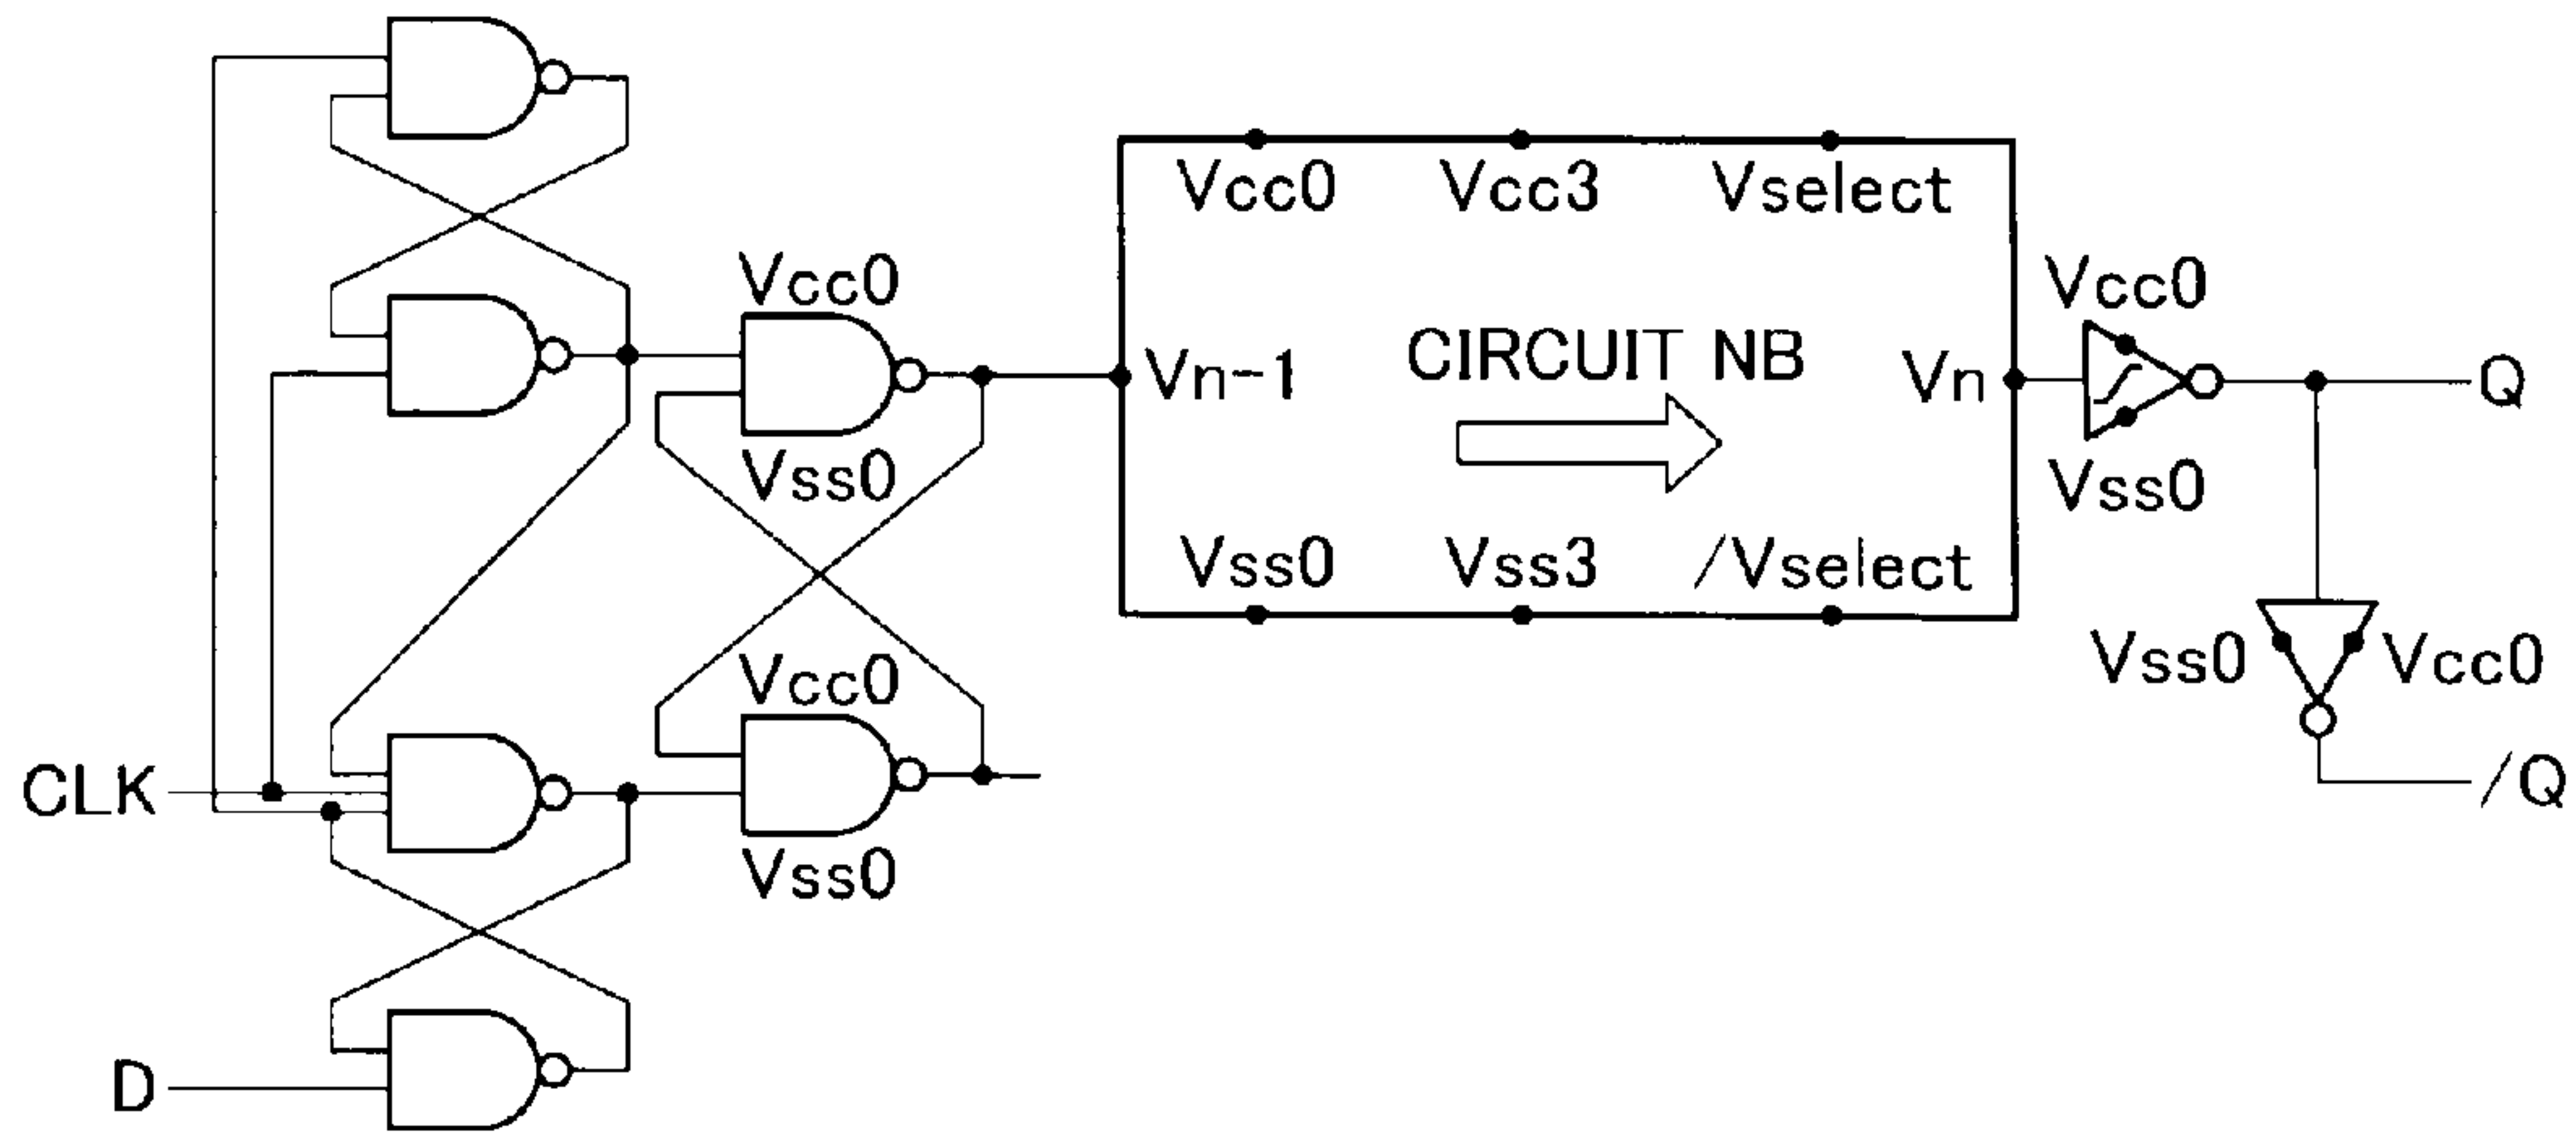 Vcc0 Vcc3 Vselect
Vcc0
Vcc0
Vn-1 CIRCUIT NB Vn
Q
Vss0
Vss0
Vss0 Vss3 /Vselect
Vcc0
Vss0 Vcc0
CLK
/Q
Vss0
D